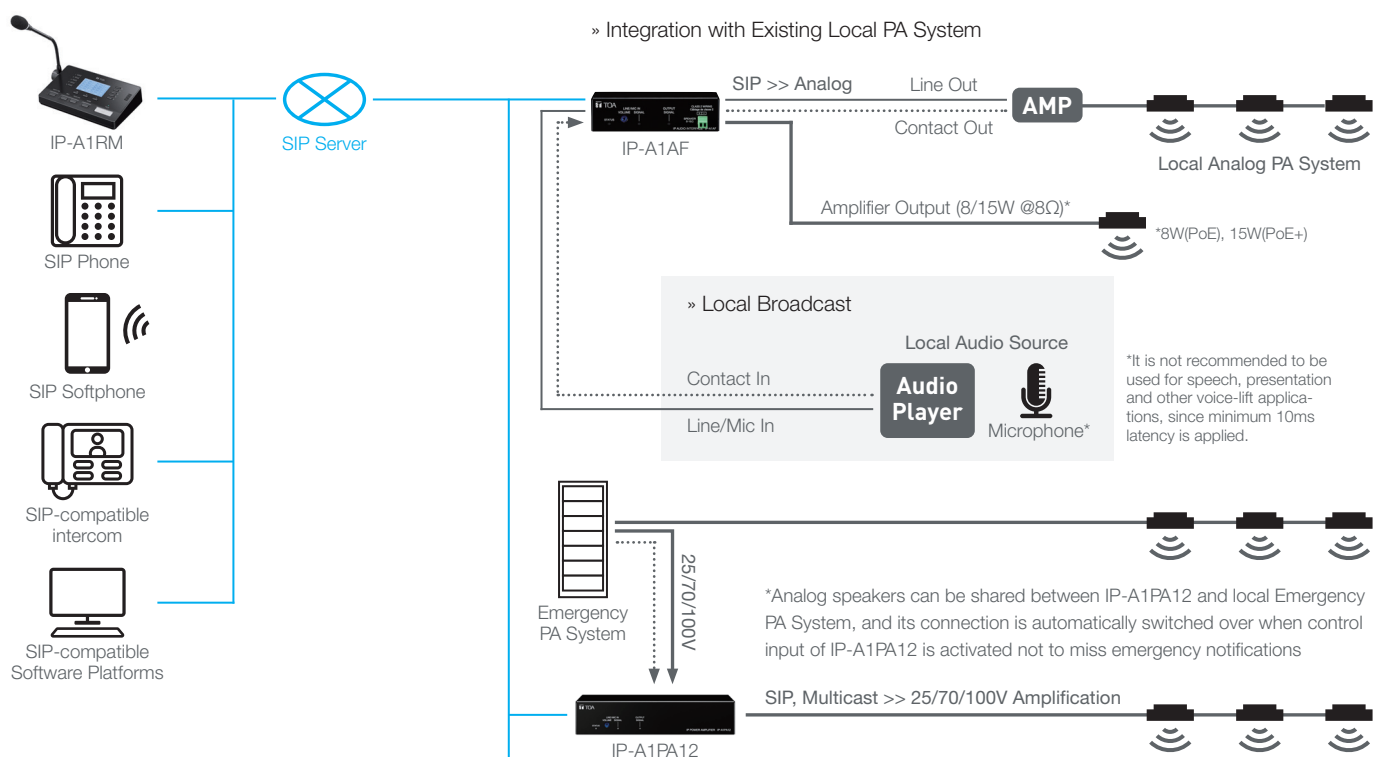 » Integration with Existing Local PA System
IP-A1RM
SIP Server
TOA
IP-A1AF
SIP >> Analog
Line Out
Contact Out
AMP
Local Analog PA System
Amplifier Output (8/15W @8Ω)*
*8W(PoE), 15W(PoE+)
SIP Phone
SIP Softphone
SIP-compatible
intercom
SIP-compatible
Software Platforms
» Local Broadcast
Local Audio Source
Contact In
Line/Mic In
Audio
Player
Microphone*
*It is not recommended to be
used for speech, presentation
and other voice-lift applica-
tions, since minimum 10ms
latency is applied.
Emergency
PA System
25/70/100V
*Analog speakers can be shared between IP-A1PA12 and local Emergency
PA System, and its connection is automatically switched over when control
input of IP-A1PA12 is activated not to miss emergency notifications
SIP, Multicast >> 25/70/100V Amplification
TOA
IP-A1PA12